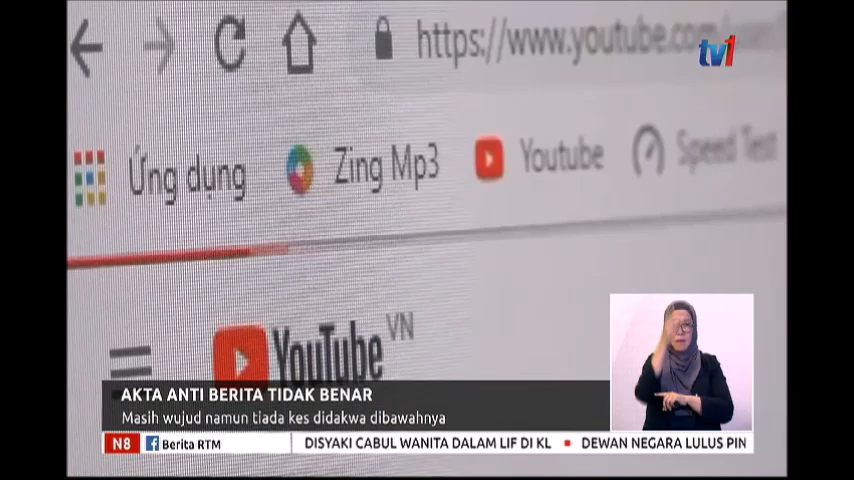 https://www.youtube.com
tv1
Ứng dụng
Zing Mp3
Youtube
Speed Test
YouTube VN
AKTA ANTI BERITA TIDAK BENAR
Masih wujud namun tiada kes didakwa dibawahnya
N8
Berita RTM
DISYAKI CABUL WANITA DALAM LIF DI KL
DEWAN NEGARA LULUS PIN